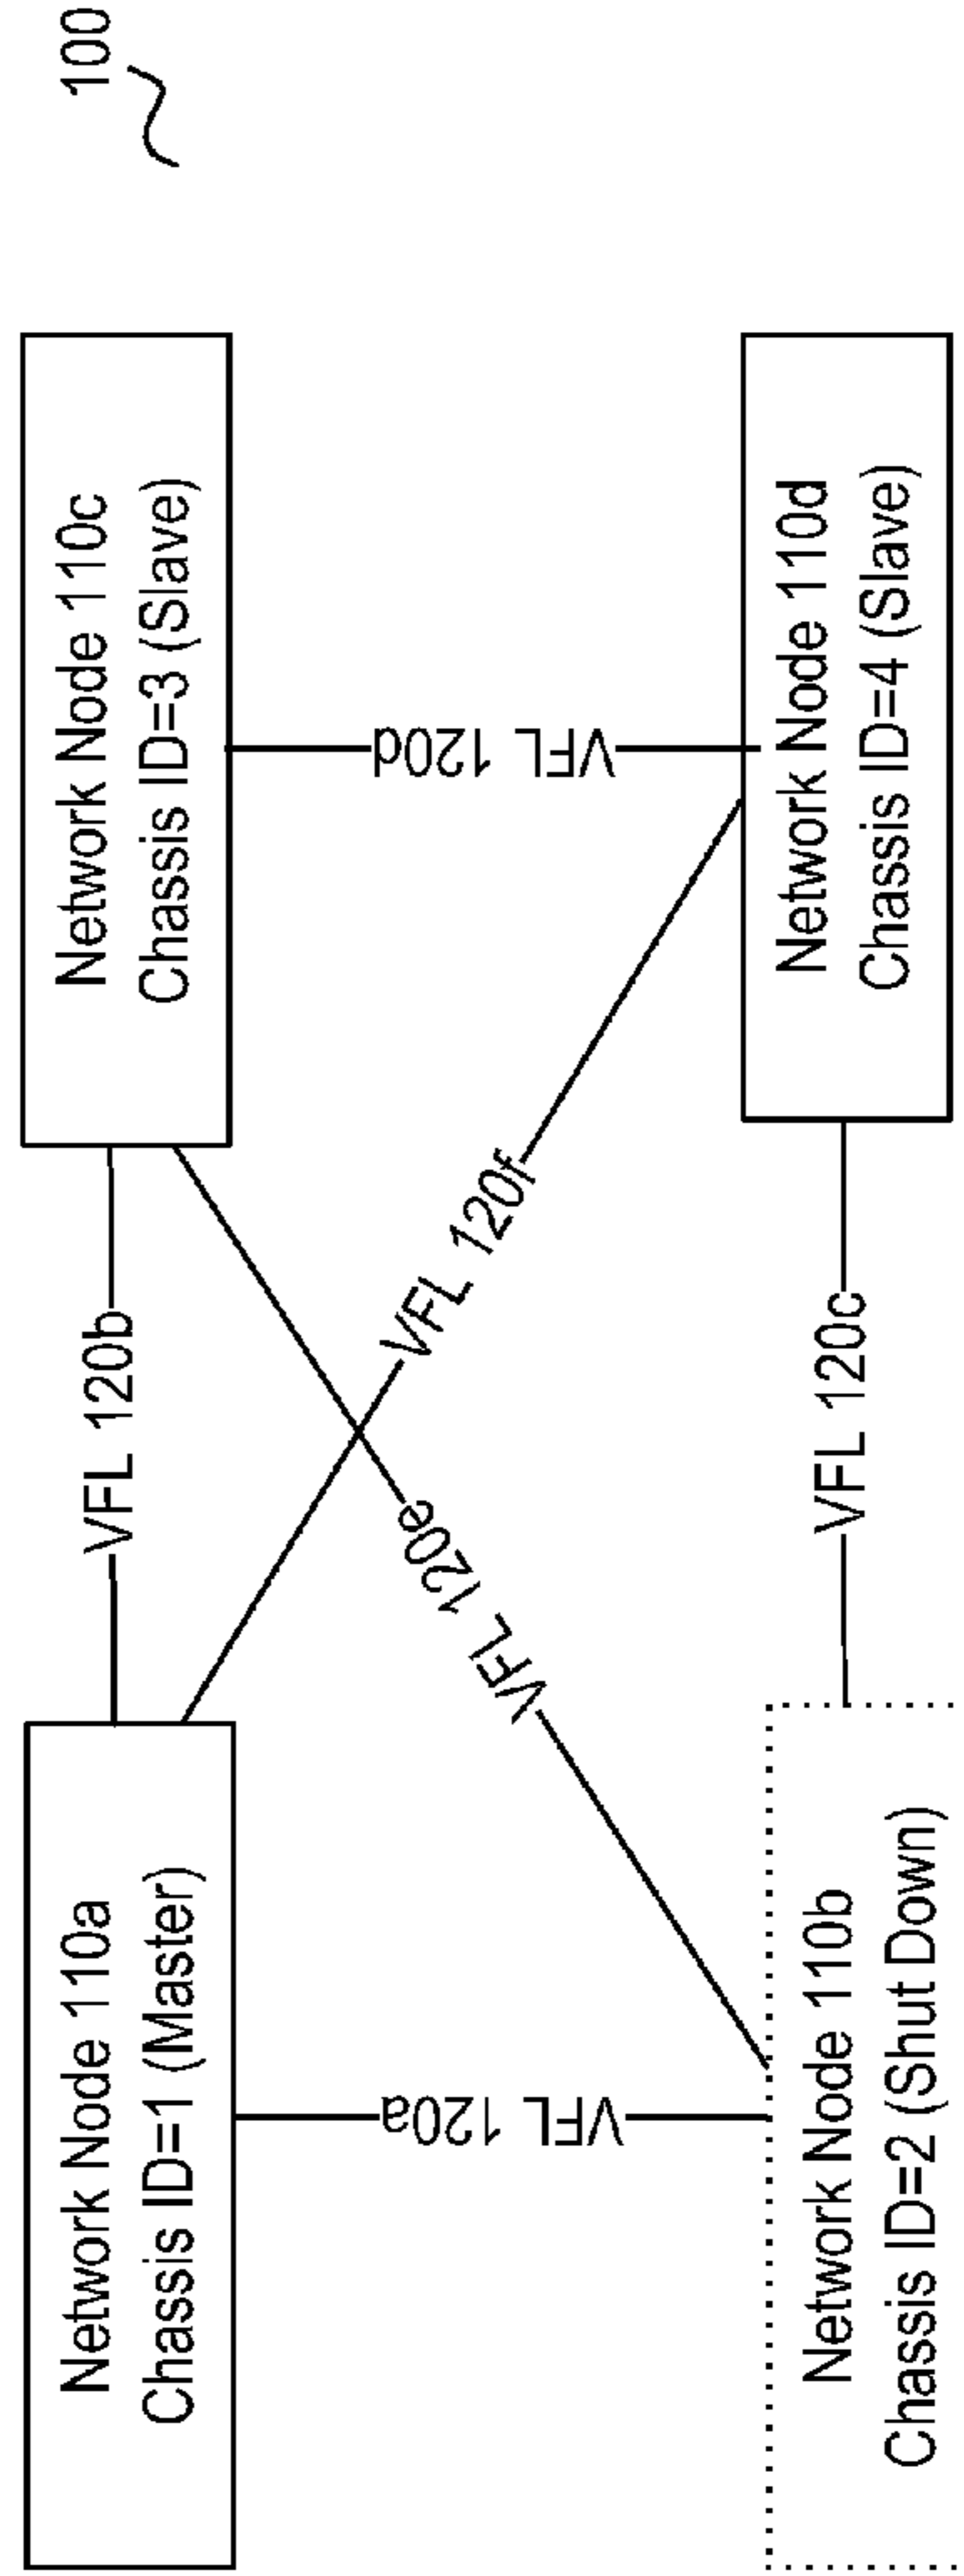 100
Network Node 110a
Chassis ID=1 (Master)
VFL 120b
Network Node 110c
Chassis ID=3 (Slave)
VFL 120a
VFL 120e
VFL 120f
VFL 120d
Network Node 110b
Chassis ID=2 (Shut Down)
VFL 120c
Network Node 110d
Chassis ID=4 (Slave)